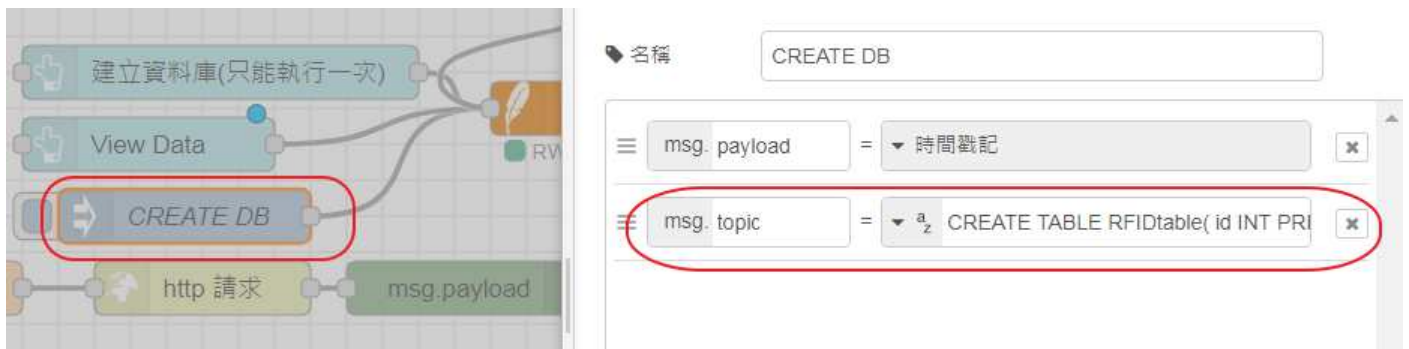 建立資料庫(只能執行一次)
View Data
RW
CREATE DB
http 請求
msg.payload
名稱
CREATE DB
msg. payload = 時間戳記
msg. topic = a z CREATE TABLE RFIDtable( id INT PRI